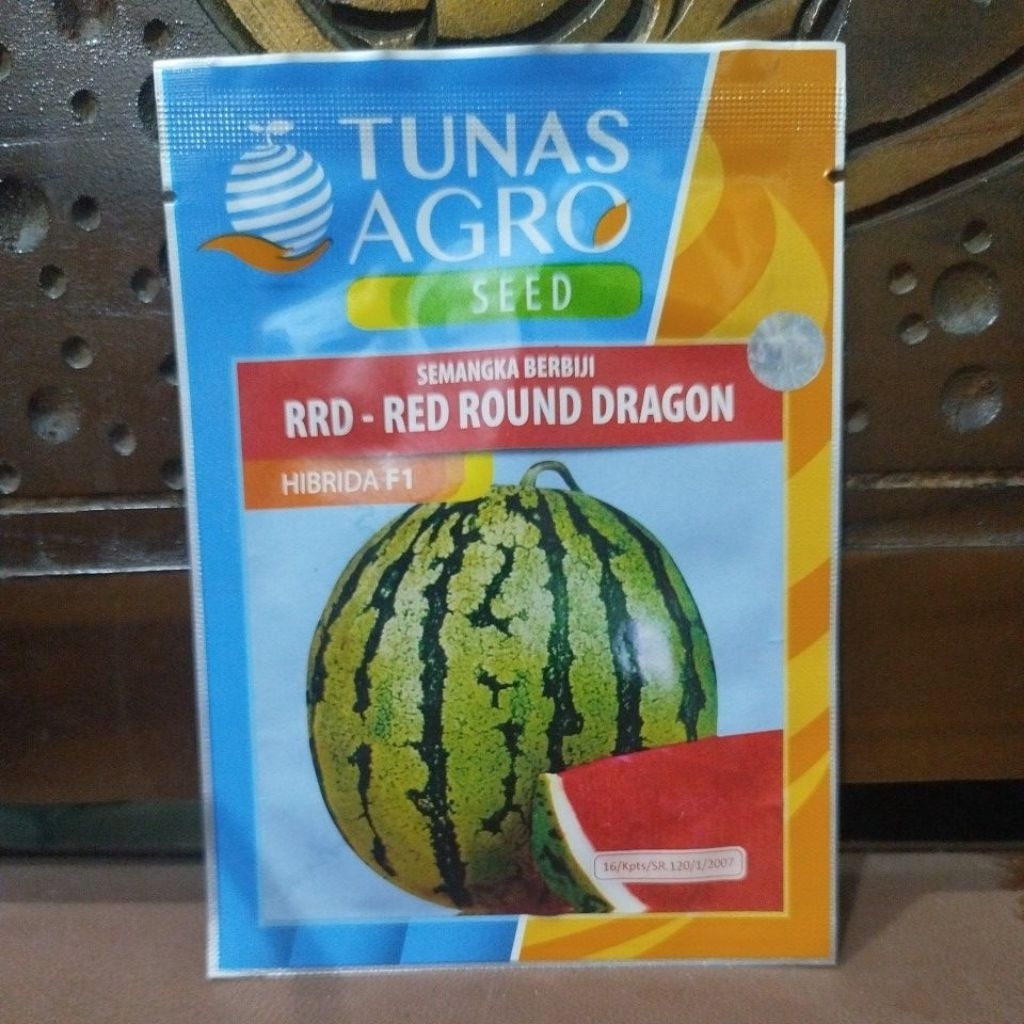 TUNAS
AGRO
SEED
SEMANGKA BERBIJI
RRD - RED ROUND DRAGON
HIBRIDA F1
16/Kpts/SR.120/1/2007